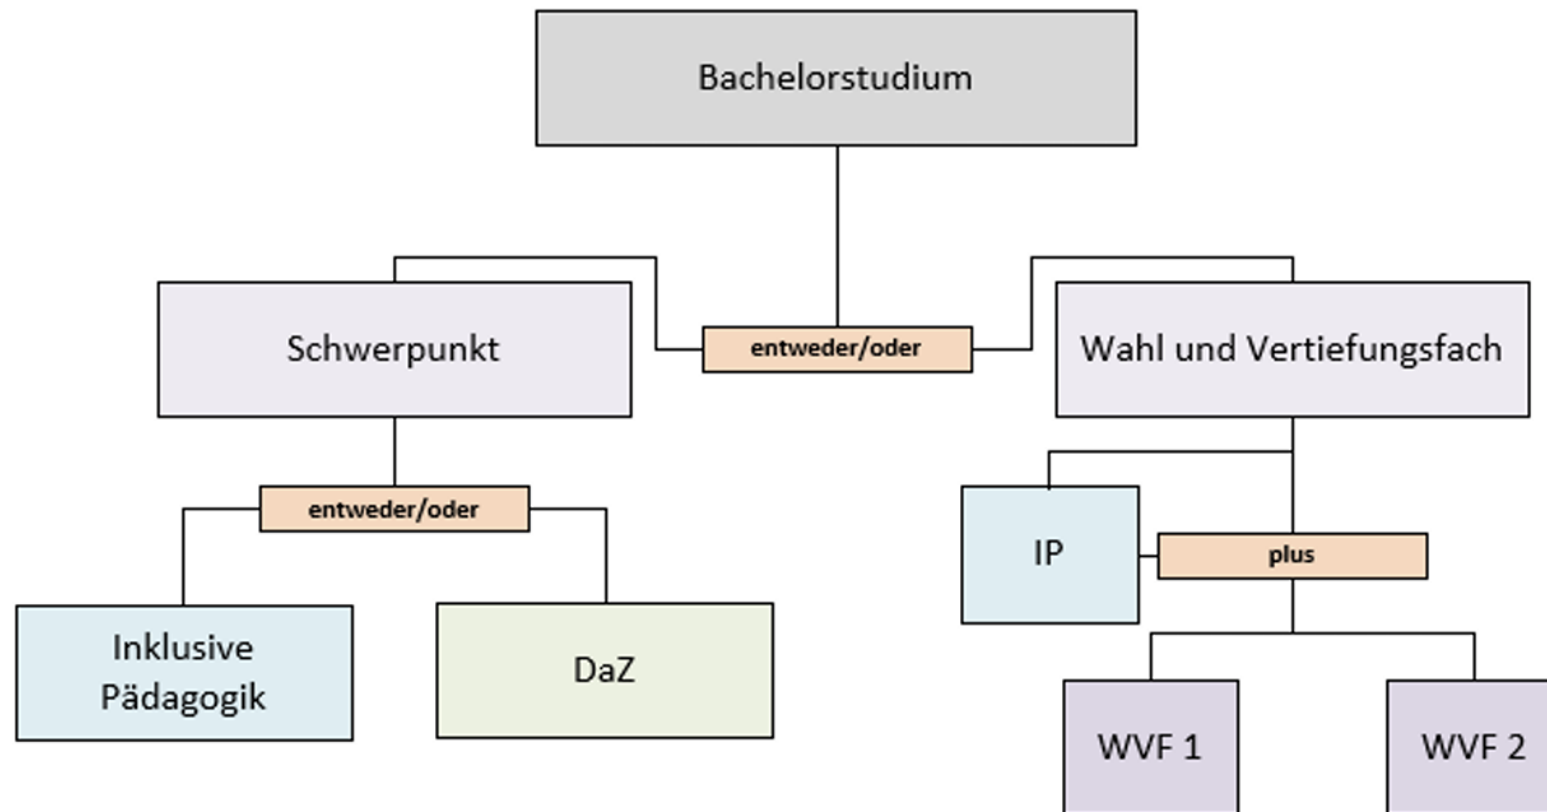 Bachelorstudium
Schwerpunkt
entweder/oder
Wahl und Vertiefungsfach
entweder/oder
IP
plus
Inklusive
Pädagogik
DaZ
WVF 1
WVF 2